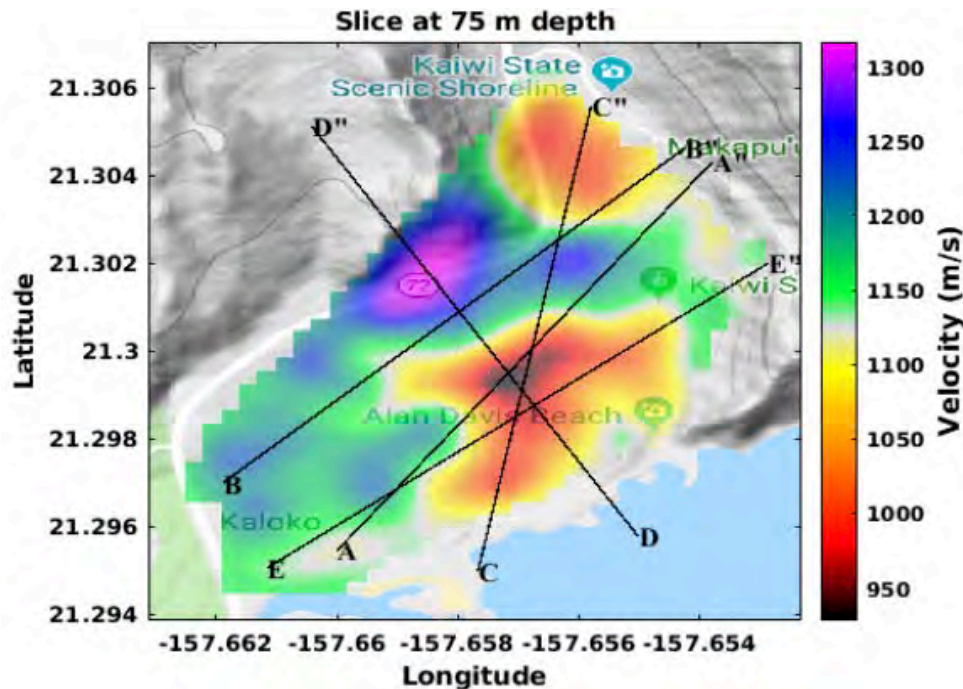 Slice at 75 m depth
Kaiwi State
Scenic Shoreline
C"
D"
B"
Makapu'u
A"
E"
Kaiwi S
72
Alan Davis Beach
B
Kaloko
A
E
C
D
21.306
21.304
21.302
21.3
21.298
21.296
21.294
Latitude
-157.662
-157.66
-157.658
-157.656
-157.654
Longitude
1300
1250
1200
1150
1100
1050
1000
950
Velocity (m/s)